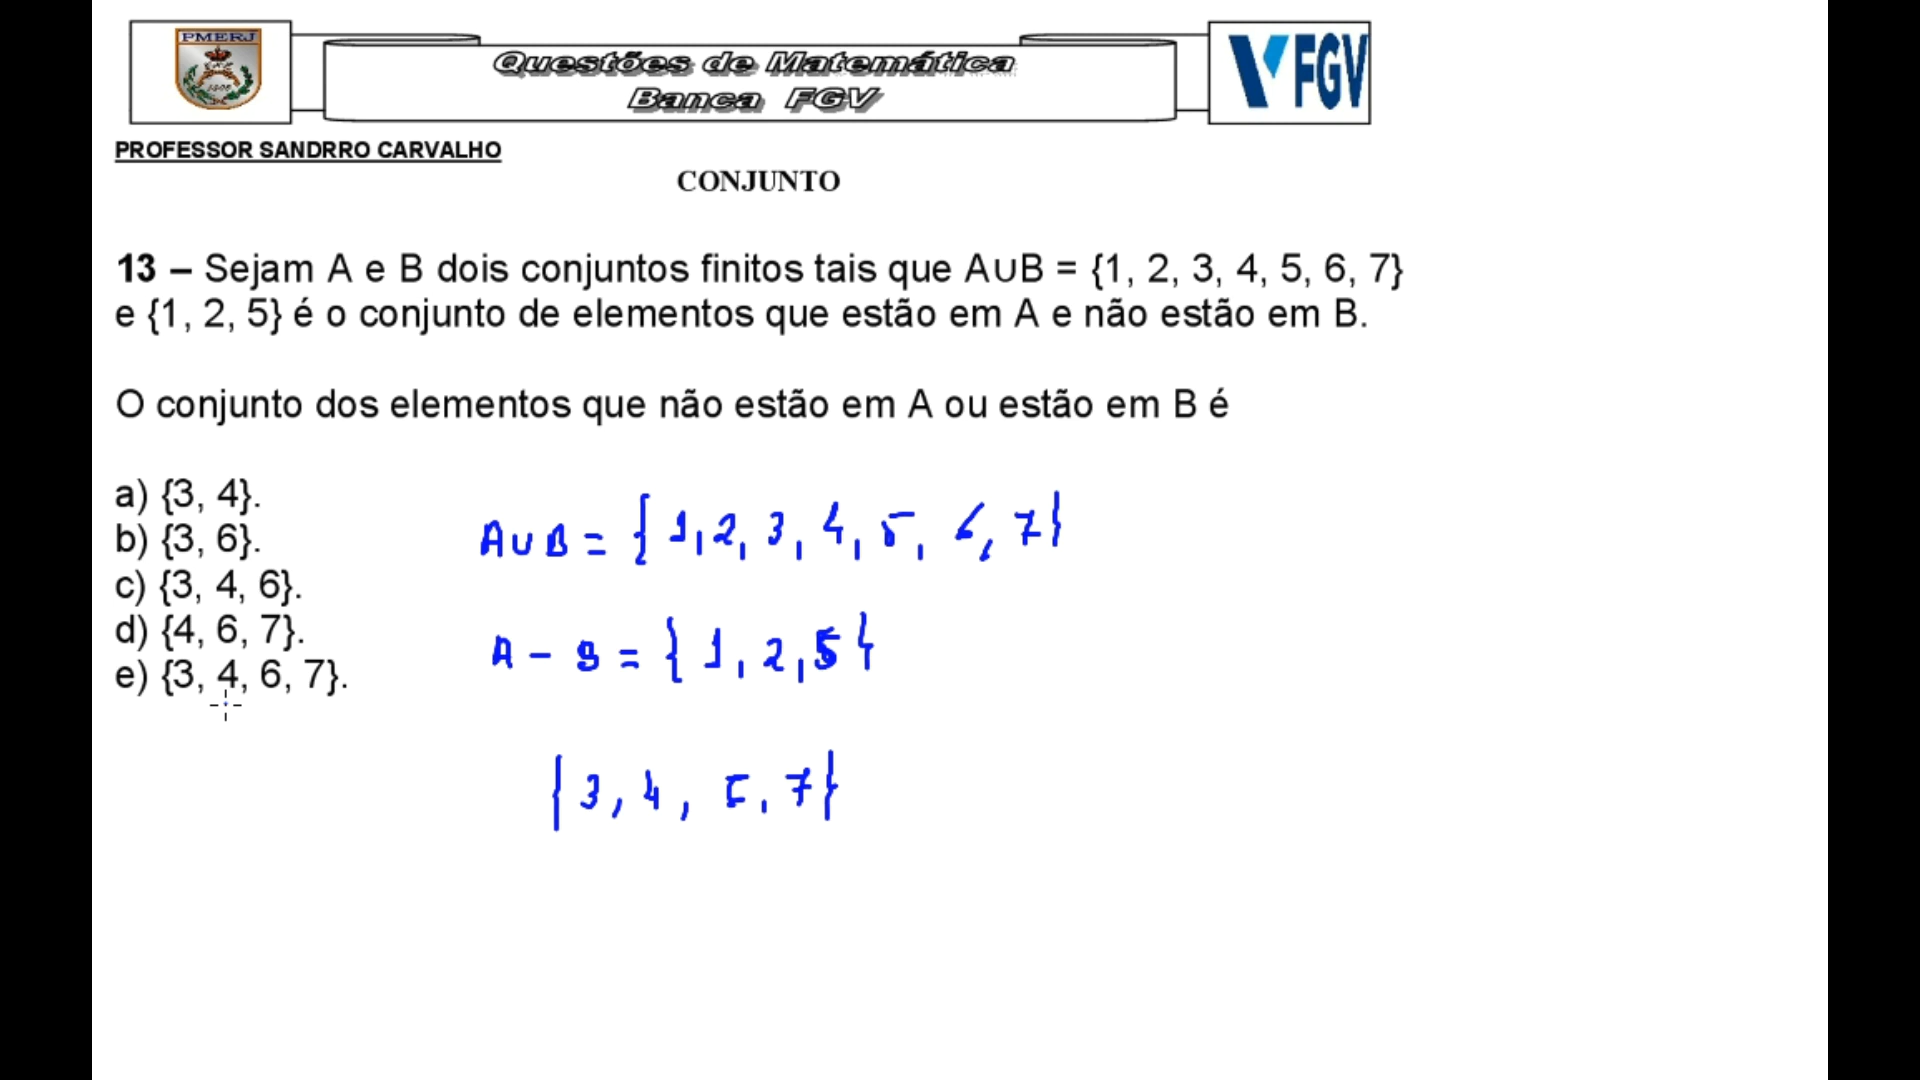 PMERJ
Questões de Matemática
Banca FGV
FGV
PROFESSOR SANDRRO CARVALHO
CONJUNTO
13 – Sejam A e B dois conjuntos finitos tais que A∪B = {1, 2, 3, 4, 5, 6, 7}
e {1, 2, 5} é o conjunto de elementos que estão em A e não estão em B.
O conjunto dos elementos que não estão em A ou estão em B é
a) {3, 4}.
b) {3, 6}.
c) {3, 4, 6}.
d) {4, 6, 7}.
e) {3, 4, 6, 7}.
A∪B = {1, 2, 3, 4, 5, 6, 7}
A - B = {1, 2, 5}
{3, 4, 5, 7}